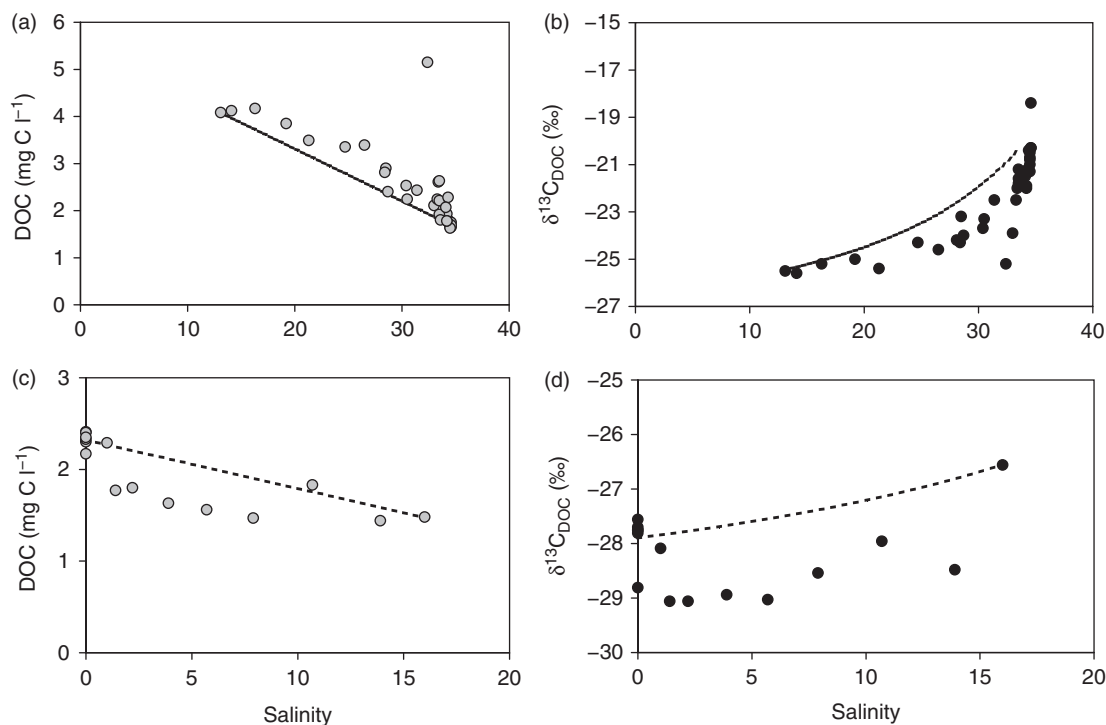 (a)
DOC (mg C l⁻¹)
6
5
4
3
2
1
0
0 10 20 30 40
(b)
δ¹³C_DOC (‰)
−15
−17
−19
−21
−23
−25
−27
0 10 20 30 40
(c)
DOC (mg C l⁻¹)
3
2
1
0
0 5 10 15 20
Salinity
(d)
δ¹³C_DOC (‰)
−25
−26
−27
−28
−29
−30
0 5 10 15 20
Salinity